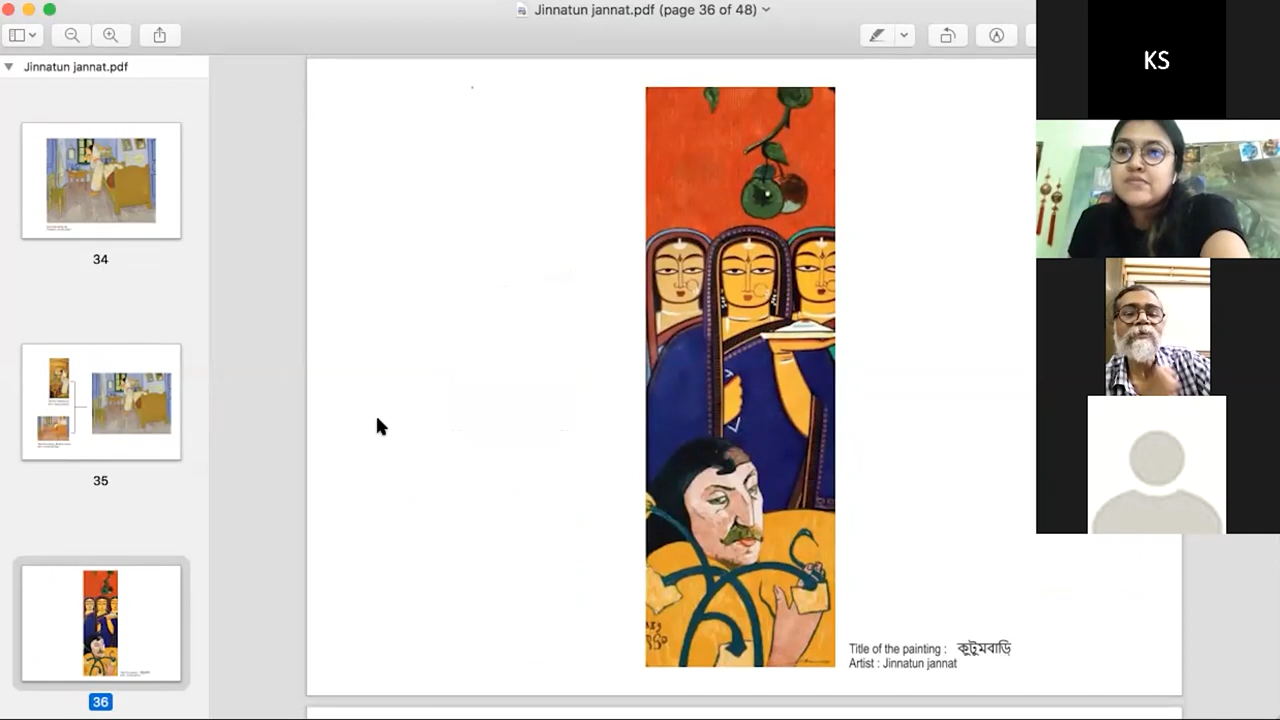 Jinnatun jannat.pdf (page 36 of 48)
Jinnatun jannat.pdf
34
35
36
Title of the painting : কুটুমবাড়ি
Artist : Jinnatun jannat
KS